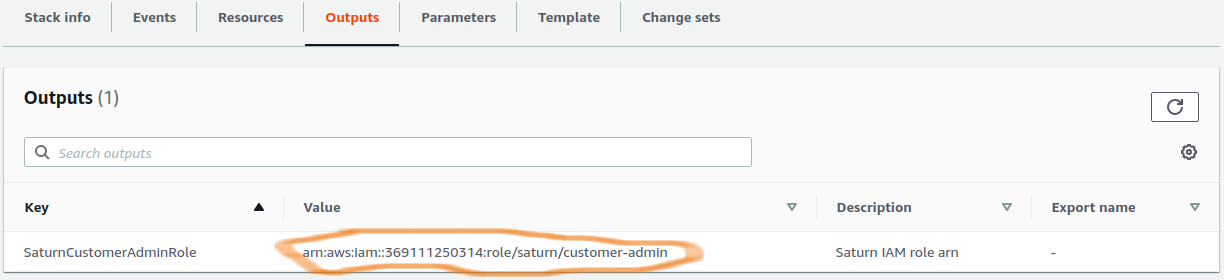 Stack info Events Resources Outputs Parameters Template Change sets
Outputs (1)
Search outputs
Key Value Description Export name
SaturnCustomerAdminRole arn:aws:iam::369111250314:role/saturn/customer-admin Saturn IAM role arn -